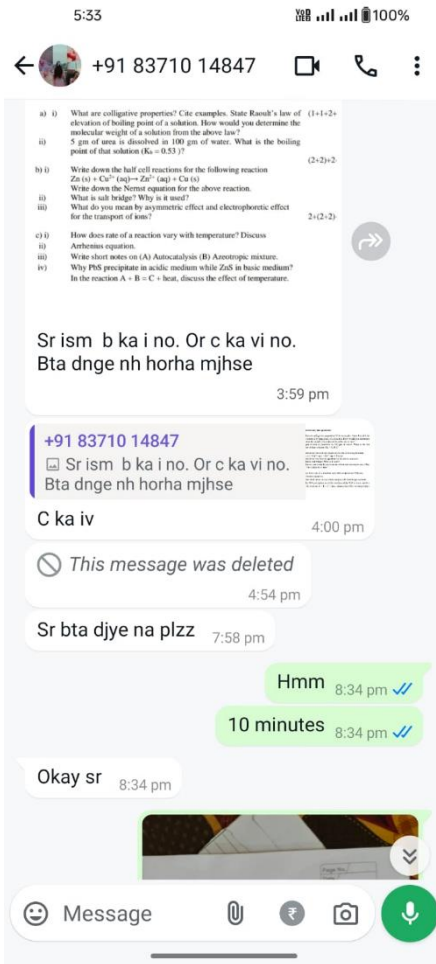 5:33
Vo)) LTE1 100%
+91 83710 14847
a) i) What are colligative properties? Cite examples. State Raoult's law of (1+1+2+
elevation of boiling point of a solution. How would you determine the
molecular weight of a solution from the above law?
ii) 5 gm of urea is dissolved in 100 gm of water. What is the boiling
point of that solution (Kb = 0.53 )?
(2+2)+2-
b) i) Write down the half cell reactions for the following reaction
Zn (s) + Cu²⁺ (aq)→ Zn²⁺ (aq) + Cu (s)
Write down the Nernst equation for the above reaction.
ii) What is salt bridge? Why is it used?
iii) What do you mean by asymmetric effect and electrophoretic effect
for the transport of ions? 2+(2+2)
c) i) How does rate of a reaction vary with temperature? Discuss
ii) Arrhenius equation.
iii) Write short notes on (A) Autocatalysis (B) Azeotropic mixture.
iv) Why PbS precipitate in acidic medium while ZnS in basic medium?
In the reaction A + B = C + heat, discuss the effect of temperature.
Sr ism b ka i no. Or c ka vi no.
Bta dnge nh horha mjhse
3:59 pm
+91 83710 14847
Sr ism b ka i no. Or c ka vi no.
Bta dnge nh horha mjhse
C ka iv
4:00 pm
This message was deleted
4:54 pm
Sr bta djye na plzz 7:58 pm
Hmm 8:34 pm
10 minutes 8:34 pm
Okay sr 8:34 pm
Page No.
Message ₹